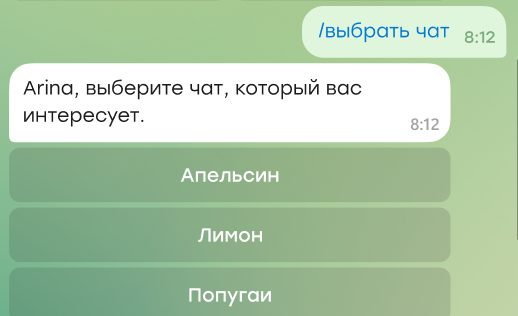 /выбрать чат 8:12
Arina, выберите чат, который вас
интересует.
8:12
Апельсин
Лимон
Попугаи